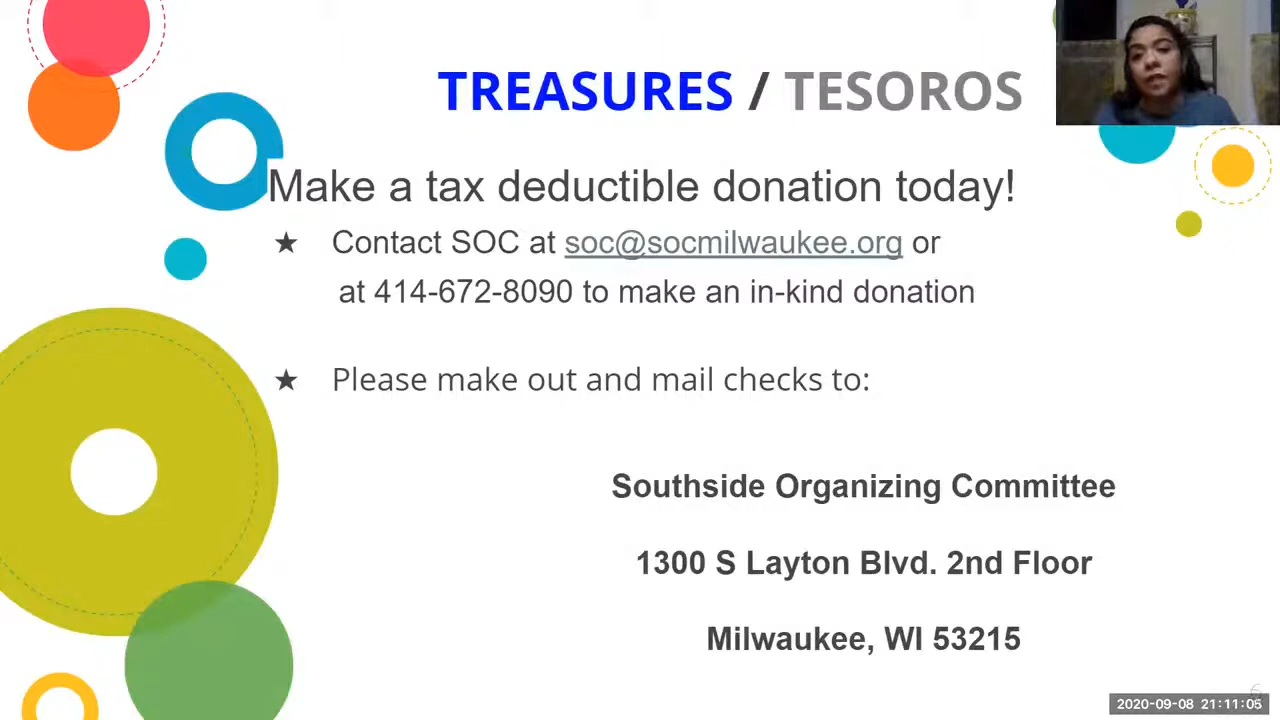 TREASURES / TESOROS
Make a tax deductible donation today!
★ Contact SOC at soc@socmilwaukee.org or
at 414-672-8090 to make an in-kind donation
★ Please make out and mail checks to:
Southside Organizing Committee
1300 S Layton Blvd. 2nd Floor
Milwaukee, WI 53215
6
2020-09-08 21:11:06